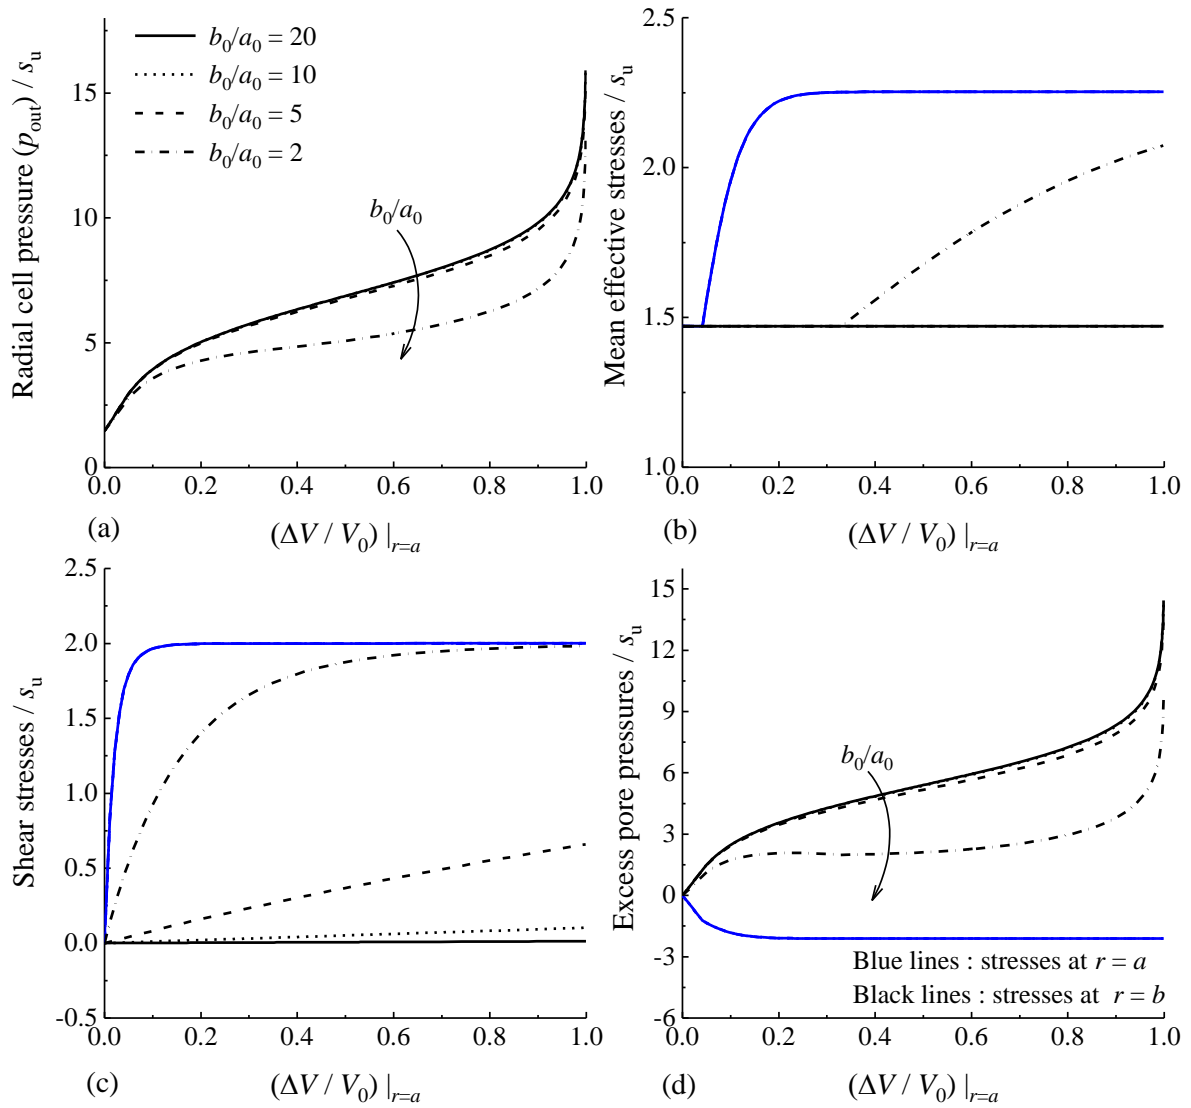 Radial cell pressure (pout) / su
15
10
5
0
b0/a0 = 20
b0/a0 = 10
b0/a0 = 5
b0/a0 = 2
b0/a0
0.0 0.2 0.4 0.6 0.8 1.0
(a) (ΔV / V0) |r=a
Mean effective stresses / su
2.5
2.0
1.5
1.0
0.0 0.2 0.4 0.6 0.8 1.0
(b) (ΔV / V0) |r=a
Shear stresses / su
2.5
2.0
1.5
1.0
0.5
0.0
-0.5
0.0 0.2 0.4 0.6 0.8 1.0
(c) (ΔV / V0) |r=a
Excess pore pressures / su
15
12
9
6
3
0
-3
-6
b0/a0
Blue lines : stresses at r = a
Black lines : stresses at r = b
0.0 0.2 0.4 0.6 0.8 1.0
(d) (ΔV / V0) |r=a